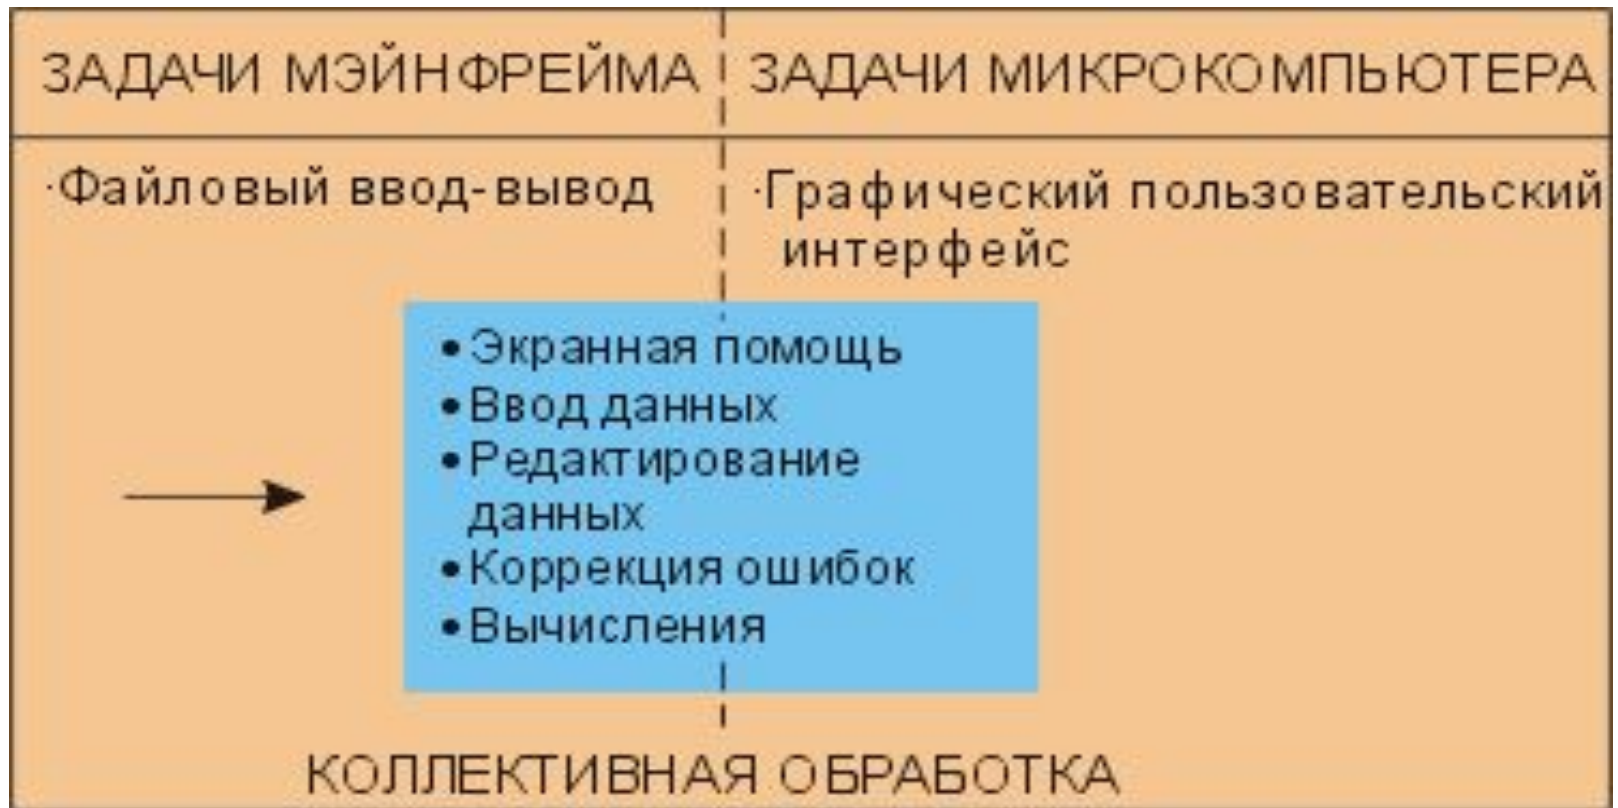 ЗАДАЧИ МЭЙНФРЕЙМА
ЗАДАЧИ МИКРОКОМПЬЮТЕРА
·Файловый ввод-вывод
·Графический пользовательский
интерфейс
•Экранная помощь
•Ввод данных
•Редактирование
данных
•Коррекция ошибок
•Вычисления
КОЛЛЕКТИВНАЯ ОБРАБОТКА